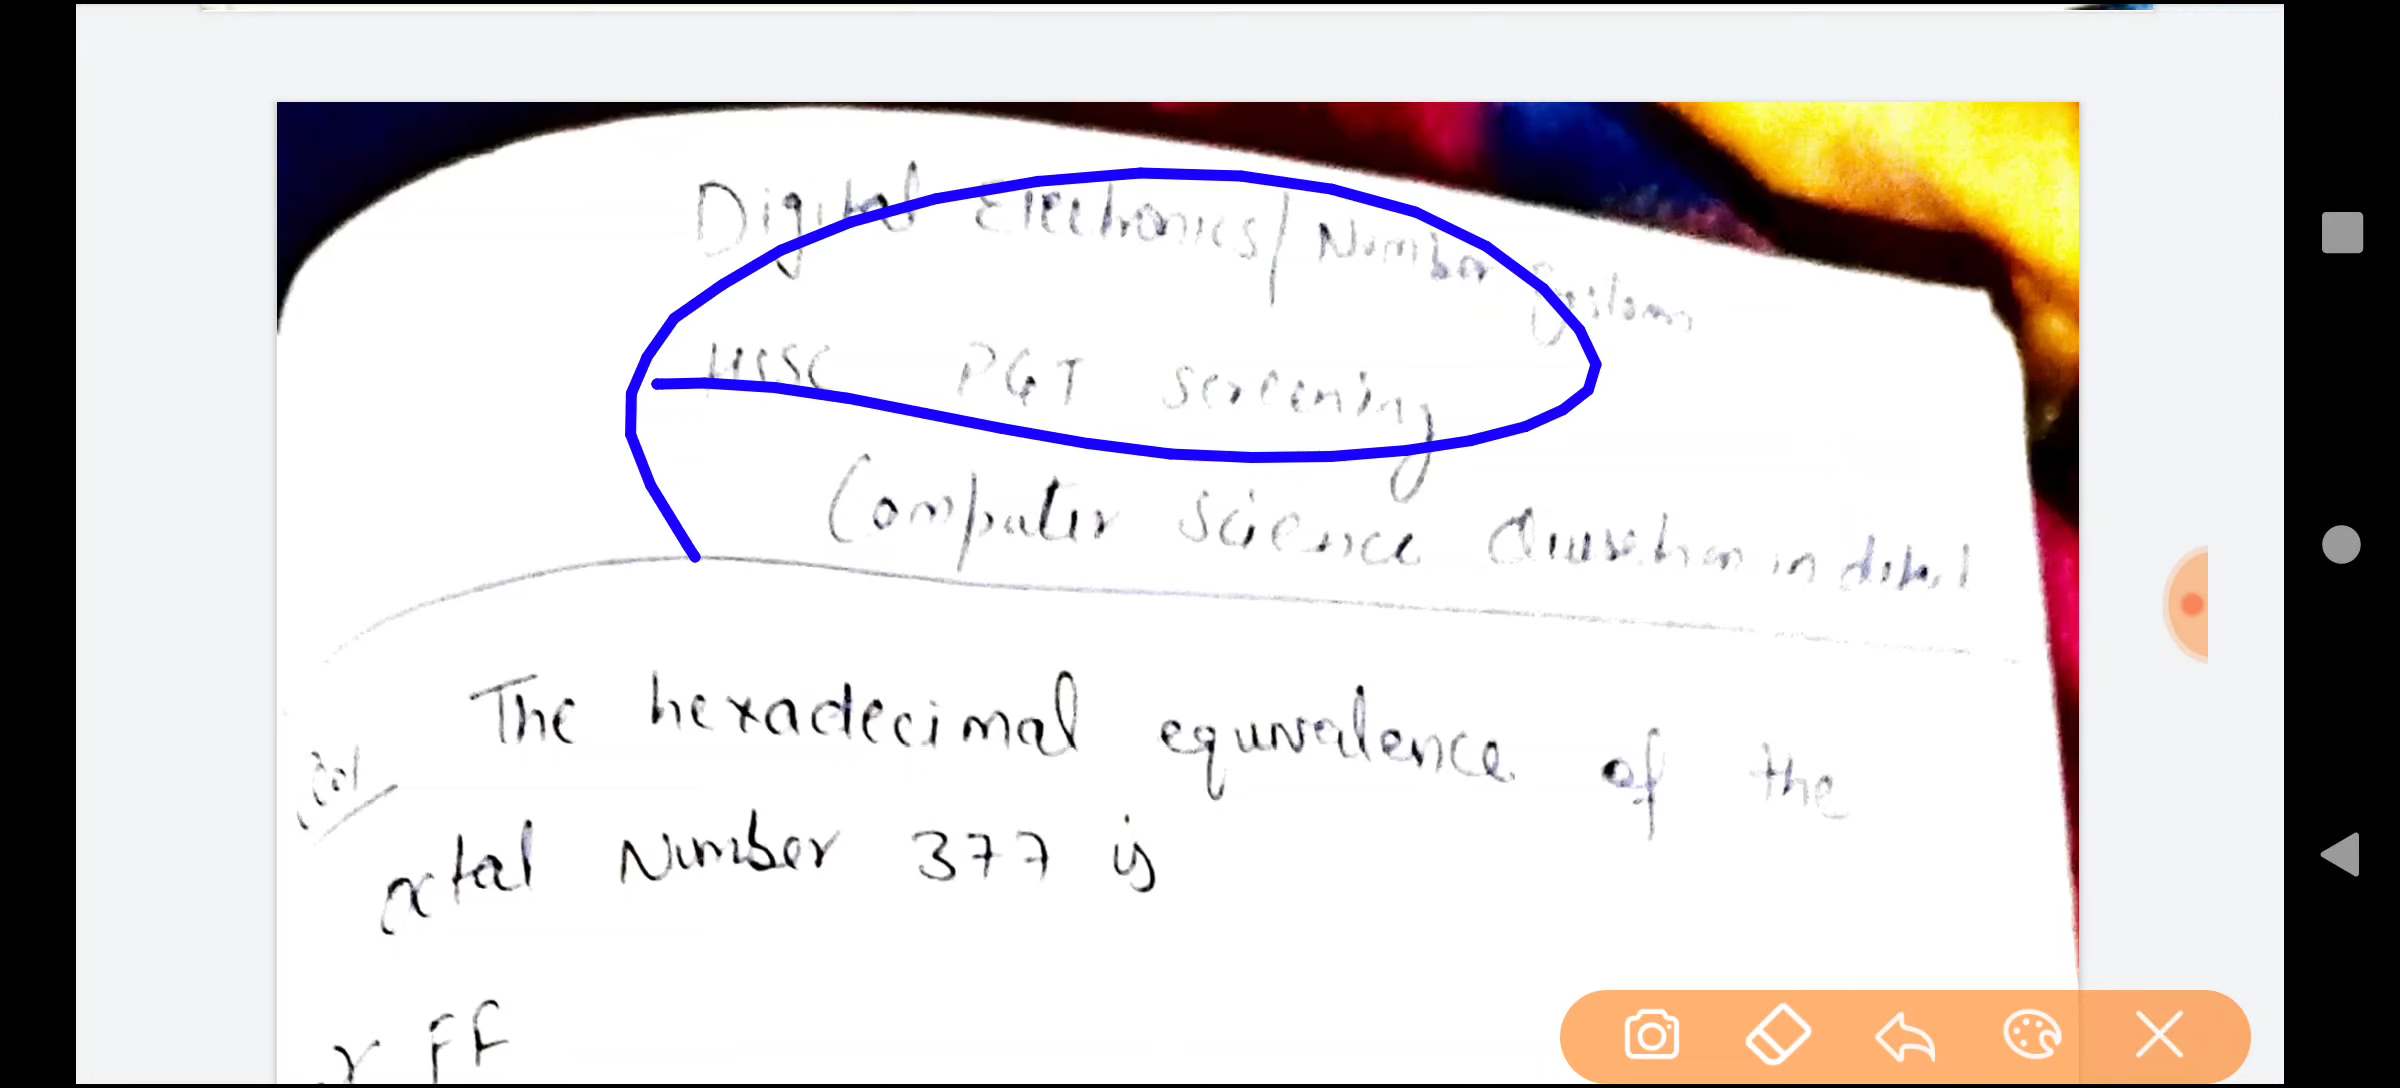 Digital Electronics/ Number System
HSSC PGT screening
Computer Science Question in detail
The hexadecimal equivalence of the
octal Number 377 is
FF